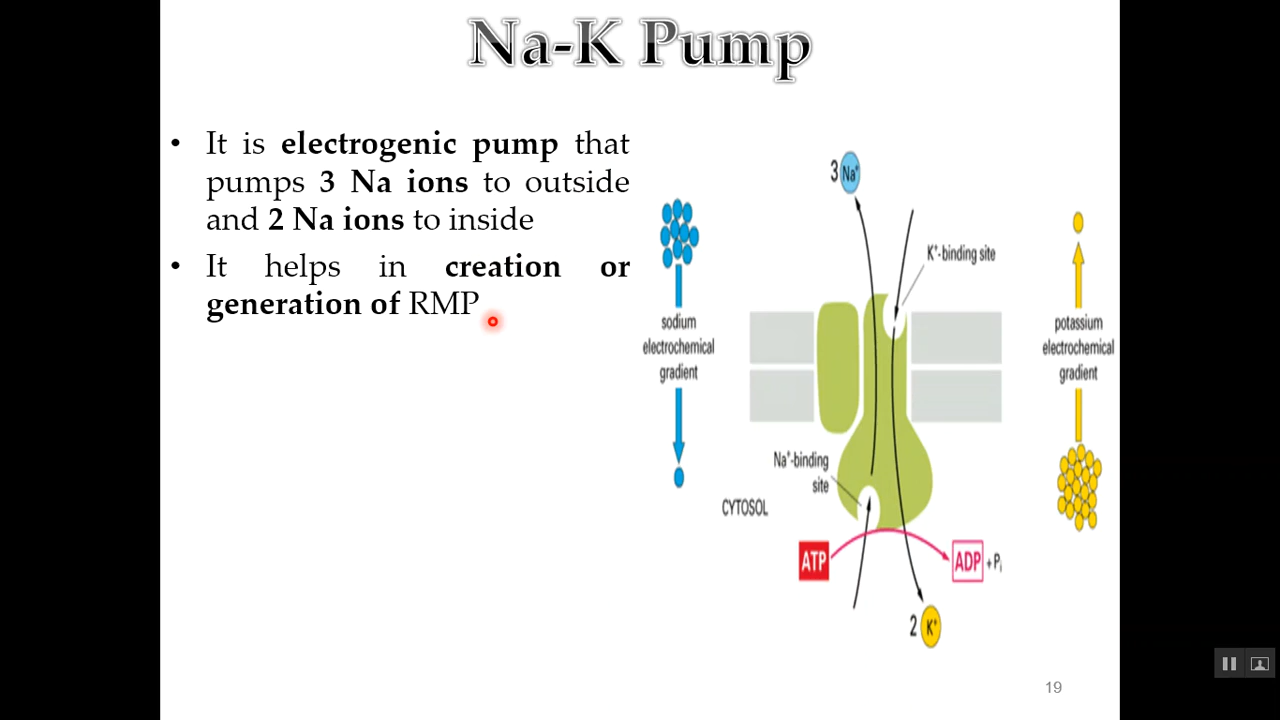 Na-K Pump
• It is electrogenic pump that
pumps 3 Na ions to outside
and 2 Na ions to inside
• It helps in creation or
generation of RMP
3 Na⁺
K⁺-binding site
sodium
electrochemical
gradient
potassium
electrochemical
gradient
Na⁺-binding
site
CYTOSOL
ATP
ADP + Pᵢ
2 K⁺
19